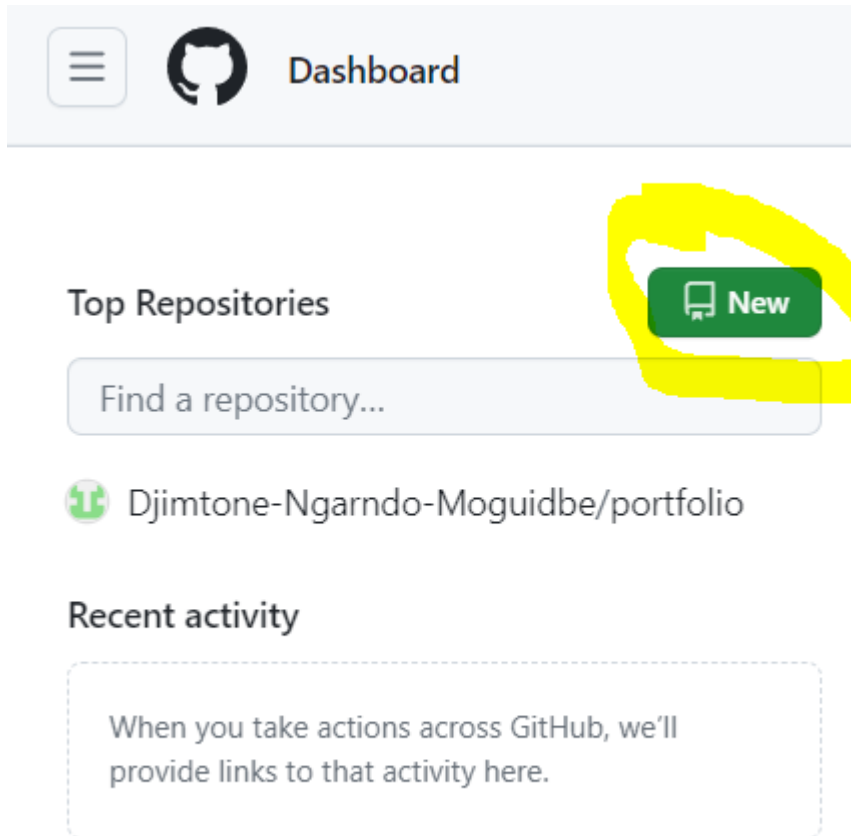 Dashboard
Top Repositories
New
Find a repository...
Djimtone-Ngarndo-Moguidbe/portfolio
Recent activity
When you take actions across GitHub, we’ll
provide links to that activity here.